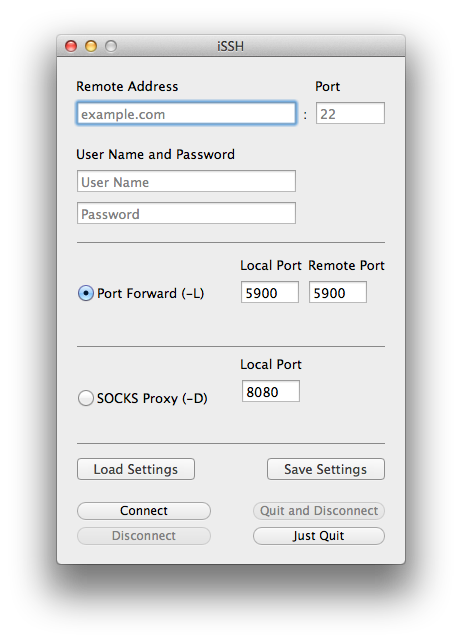 iSSH
Remote Address Port
example.com : 22
User Name and Password
User Name
Password
Local Port Remote Port
Port Forward (-L) 5900 5900
Local Port
SOCKS Proxy (-D) 8080
Load Settings Save Settings
Connect Quit and Disconnect
Disconnect Just Quit